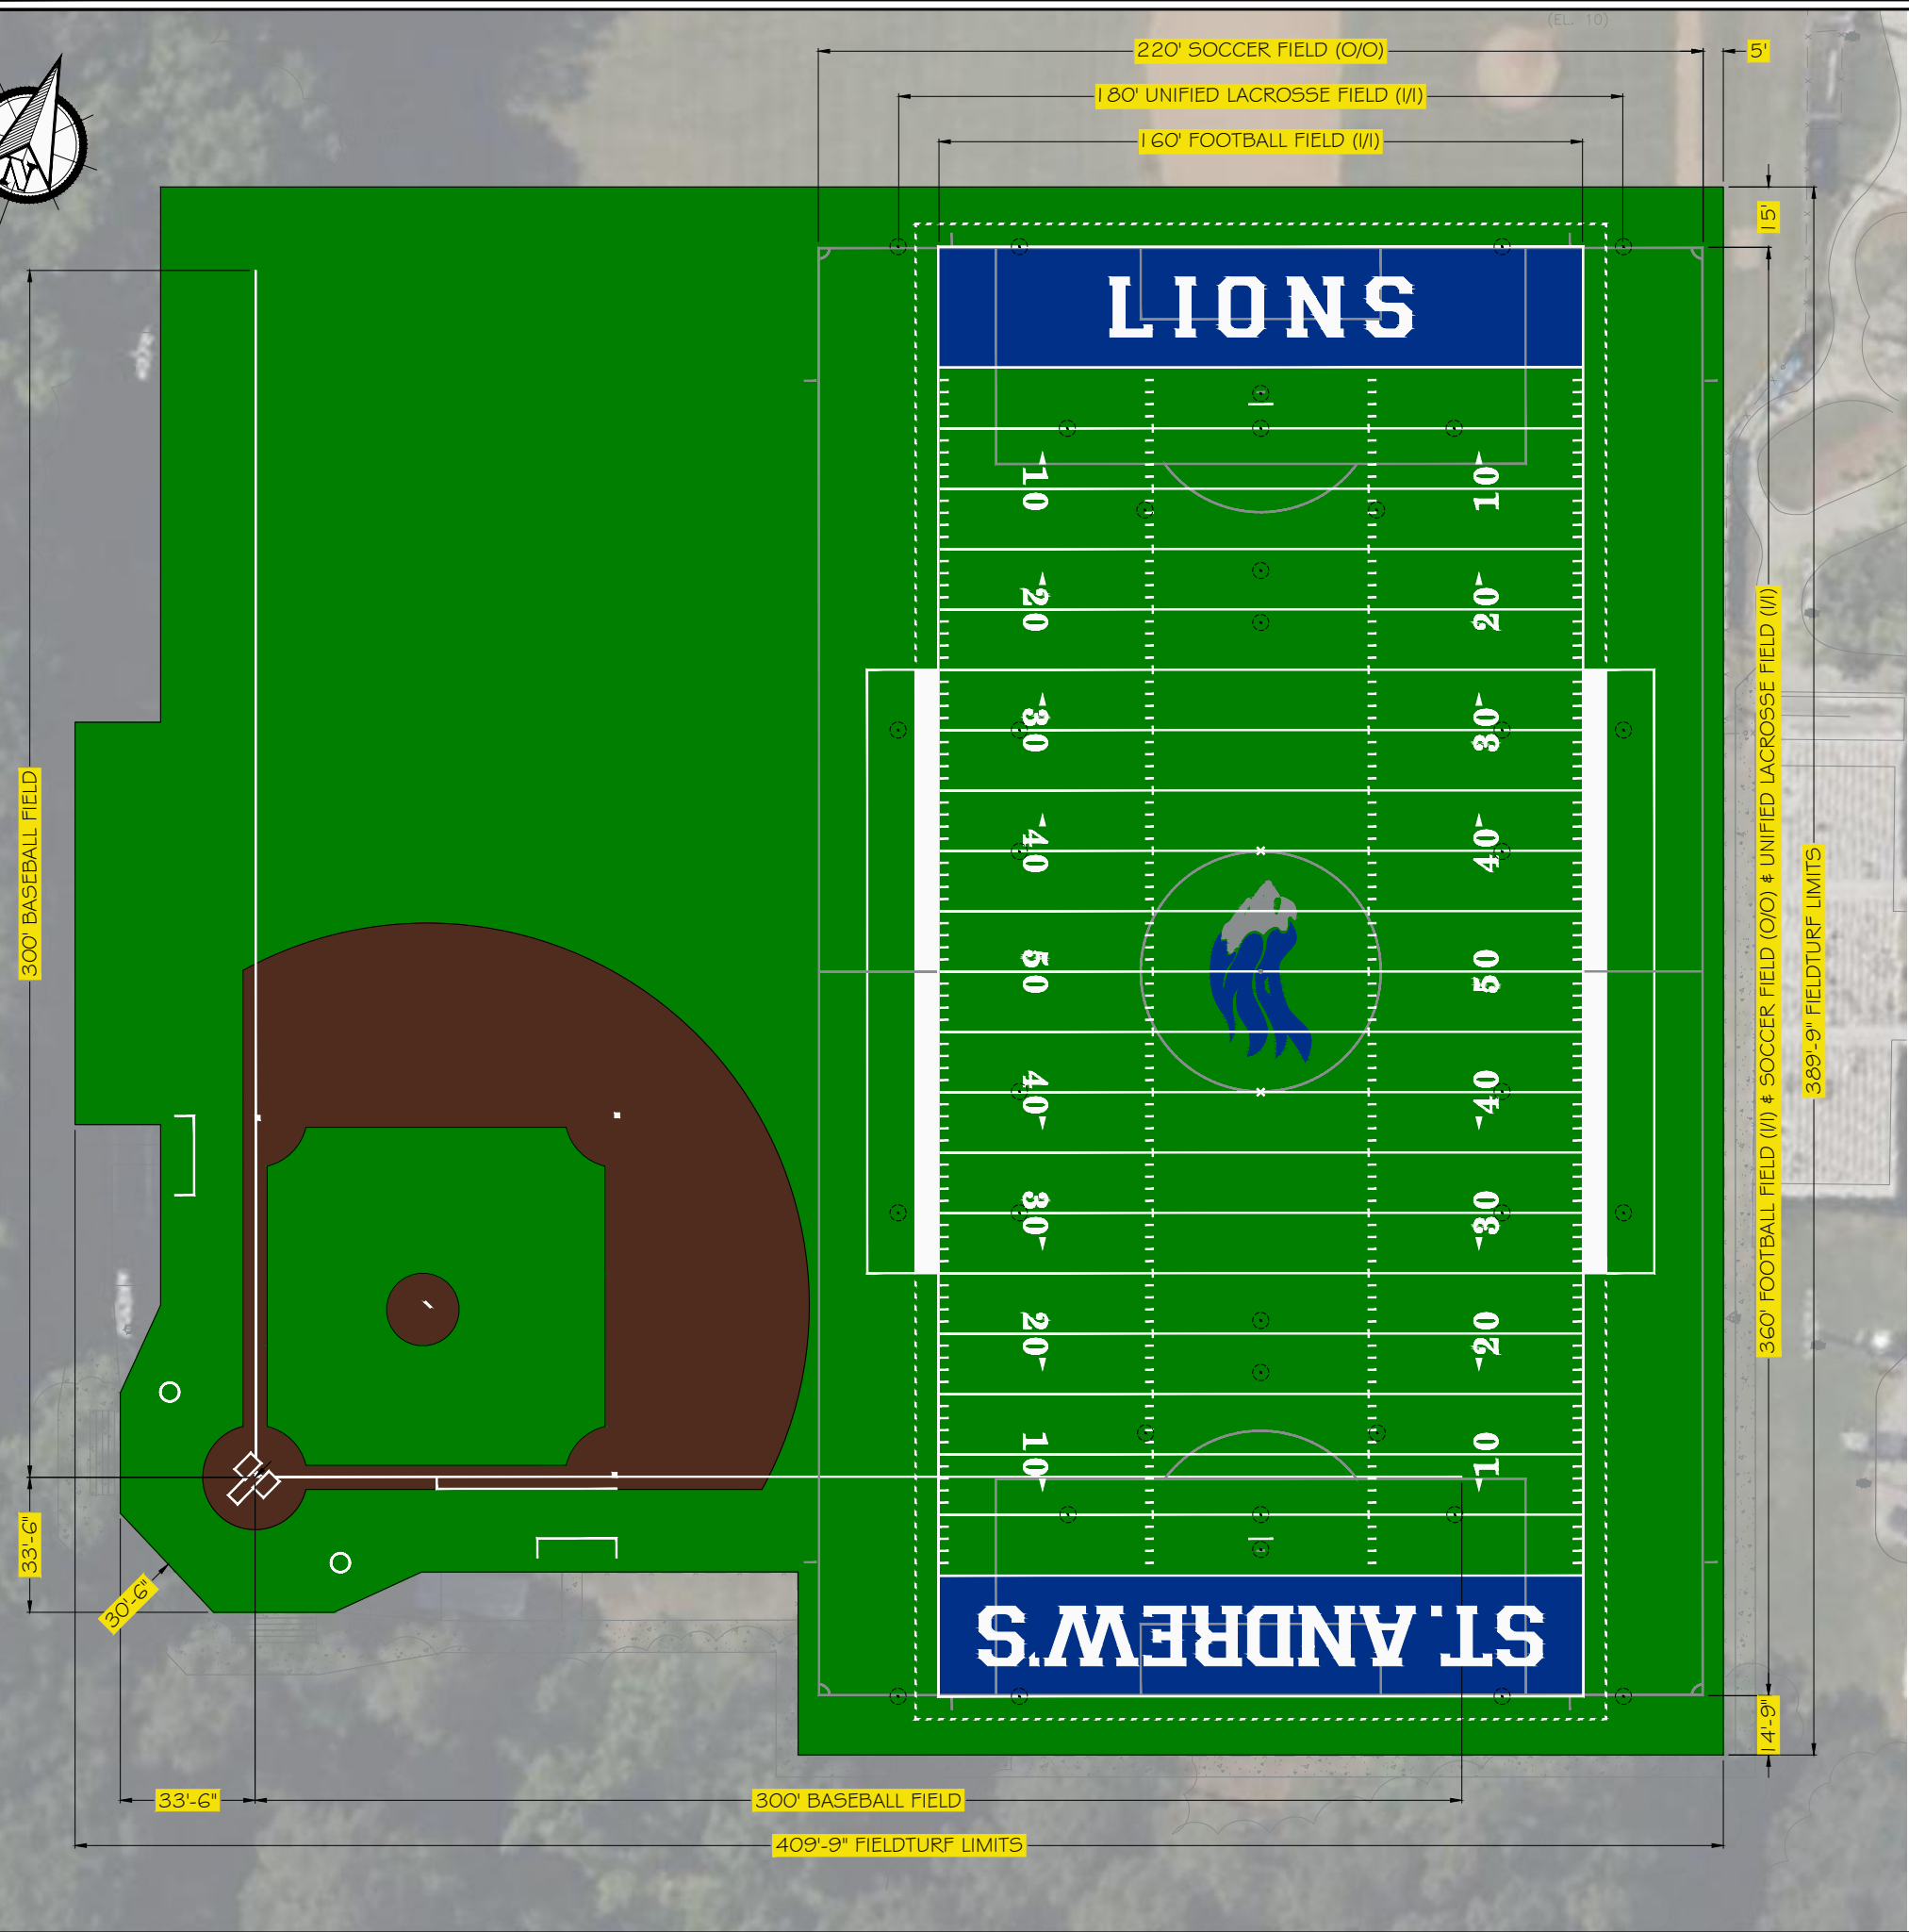 (EL. 10)
220' SOCCER FIELD (O/O)
5'
180' UNIFIED LACROSSE FIELD (I/I)
160' FOOTBALL FIELD (I/I)
15'
N
LIONS
10 10
20 20
30 30
40 40
50 50
40 40
30 30
20 20
10 10
ST.ANDREW'S
300' BASEBALL FIELD
360' FOOTBALL FIELD (I/I) & SOCCER FIELD (O/O) & UNIFIED LACROSSE FIELD (I/I)
389'-9" FIELDTURF LIMITS
33'-6"
30'-6"
14'-9"
33'-6"
300' BASEBALL FIELD
409'-9" FIELDTURF LIMITS